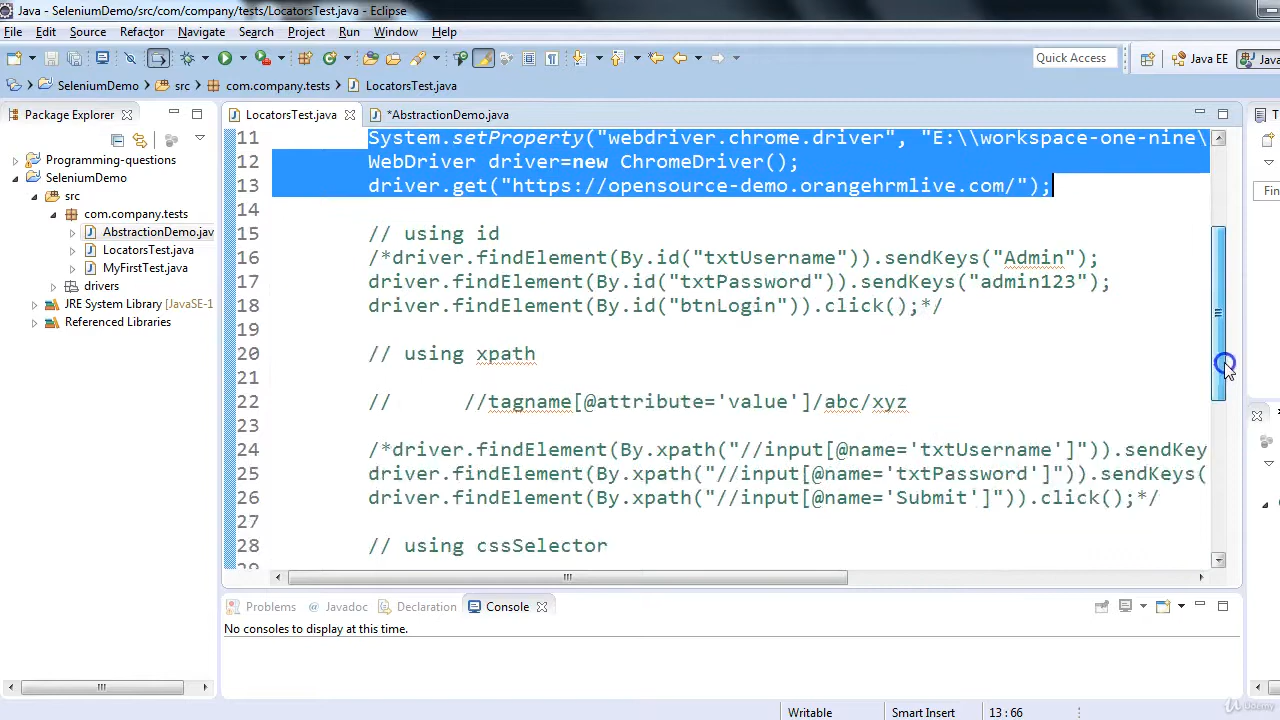 Java - SeleniumDemo/src/com/company/tests/LocatorsTest.java - Eclipse
File Edit Source Refactor Navigate Search Project Run Window Help
Quick Access Java EE Java
SeleniumDemo src com.company.tests LocatorsTest.java
Package Explorer LocatorsTest.java *AbstractionDemo.java
Programming-questions
SeleniumDemo
src
com.company.tests
AbstractionDemo.jav
LocatorsTest.java
MyFirstTest.java
drivers
JRE System Library [JavaSE-1
Referenced Libraries
11 System.setProperty("webdriver.chrome.driver", "E:\\workspace-one-nine\
12 WebDriver driver=new ChromeDriver();
13 driver.get("https://opensource-demo.orangehrmlive.com/");
14
15 // using id
16 /*driver.findElement(By.id("txtUsername")).sendKeys("Admin");
17 driver.findElement(By.id("txtPassword")).sendKeys("admin123");
18 driver.findElement(By.id("btnLogin")).click();*/
19
20 // using xpath
21
22 // //tagname[@attribute='value']/abc/xyz
23
24 /*driver.findElement(By.xpath("//input[@name='txtUsername']")).sendKey
25 driver.findElement(By.xpath("//input[@name='txtPassword']")).sendKeys(
26 driver.findElement(By.xpath("//input[@name='Submit']")).click();*/
27
28 // using cssSelector
T
Fin
Problems @ Javadoc Declaration Console
No consoles to display at this time.
Writable Smart Insert 13 : 66
Udemy